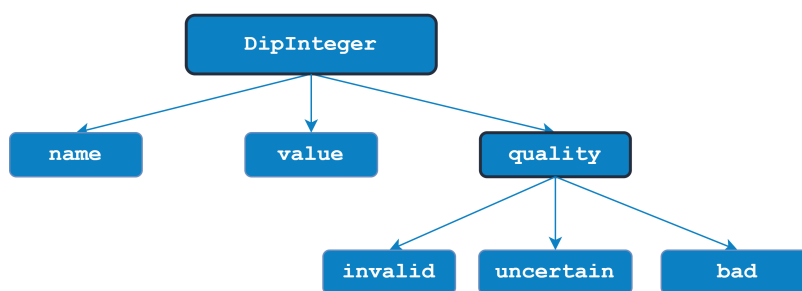 DipInteger
name
value
quality
invalid
uncertain
bad